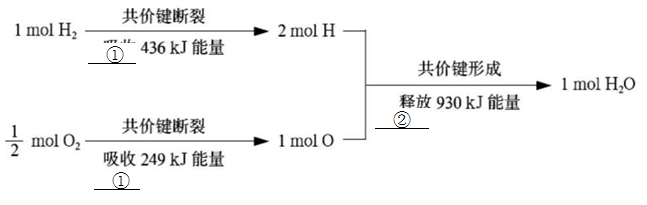 1 mol H₂
共价键断裂
① 436 kJ 能量
2 mol H
1/2 mol O₂
共价键断裂
吸收 249 kJ 能量
①
1 mol O
共价键形成
释放 930 kJ 能量
②
1 mol H₂O